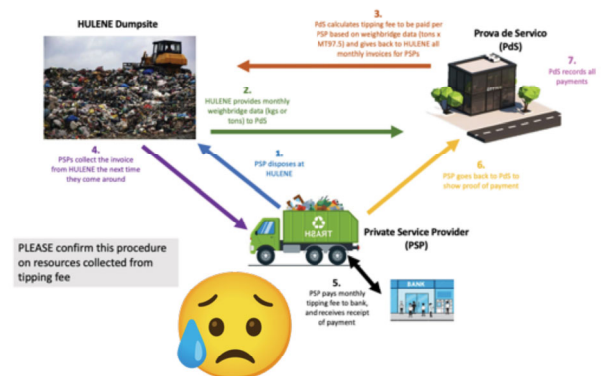 HULENE Dumpsite
3.
PdS calculates tipping fee to be paid per
PSP based on weighbridge data (tons x
MT97.5) and gives back to HULENE all
monthly invoices for PSPs
Prova de Servico
(PdS)
7.
PdS records all
payments
2.
HULENE provides monthly
weighbridge data (kgs or
tons) to PdS
4.
PSPs collect the invoice
from HULENE the next time
they come around
1.
PSP disposes at
HULENE
6.
PSP goes back to PdS to
show proof of payment
TRASH
Private Service Provider
(PSP)
PLEASE confirm this procedure
on resources collected from
tipping fee
5.
PSP pays monthly
tipping fee to bank,
and receives receipt
of payment
BANK